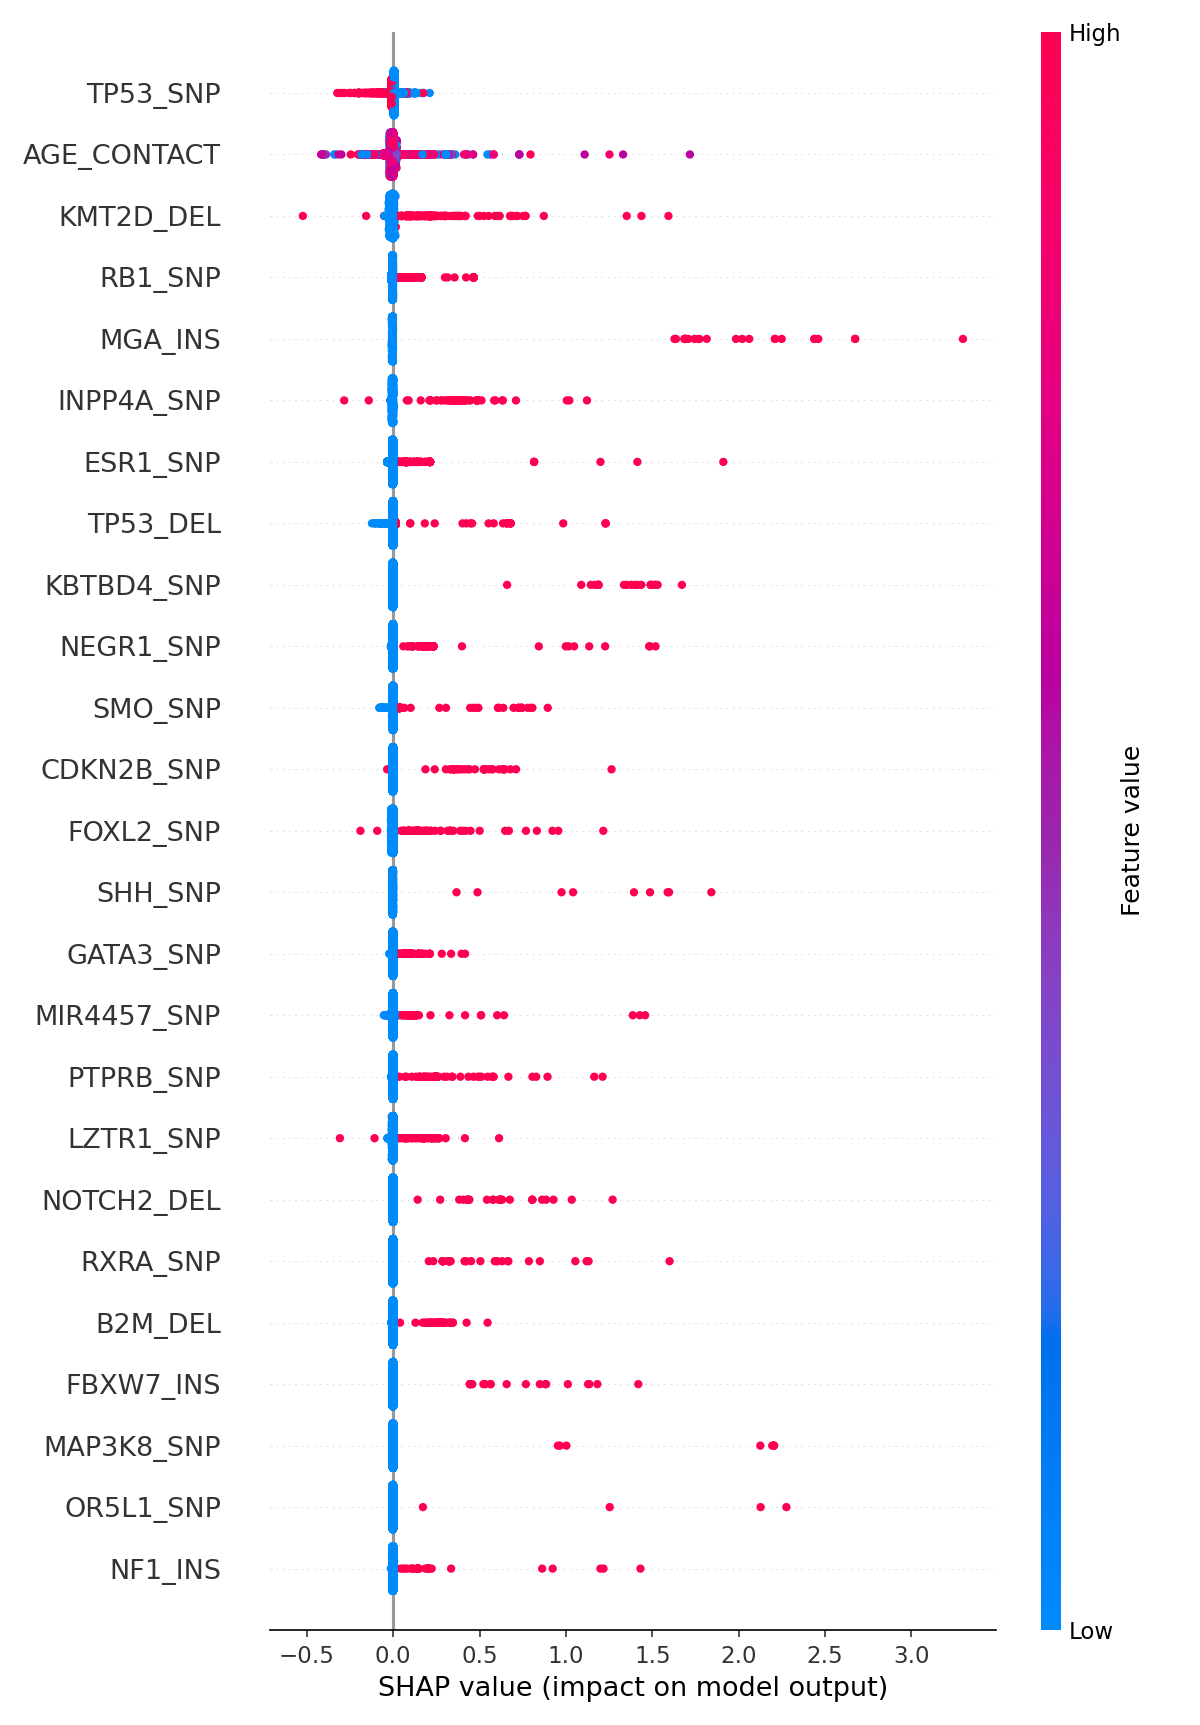 High
TP53_SNP
AGE_CONTACT
KMT2D_DEL
RB1_SNP
MGA_INS
INPP4A_SNP
ESR1_SNP
TP53_DEL
KBTBD4_SNP
NEGR1_SNP
SMO_SNP
CDKN2B_SNP
FOXL2_SNP
SHH_SNP
GATA3_SNP
MIR4457_SNP
PTPRB_SNP
LZTR1_SNP
NOTCH2_DEL
RXRA_SNP
B2M_DEL
FBXW7_INS
MAP3K8_SNP
OR5L1_SNP
NF1_INS
Feature value
Low
−0.5 0.0 0.5 1.0 1.5 2.0 2.5 3.0
SHAP value (impact on model output)